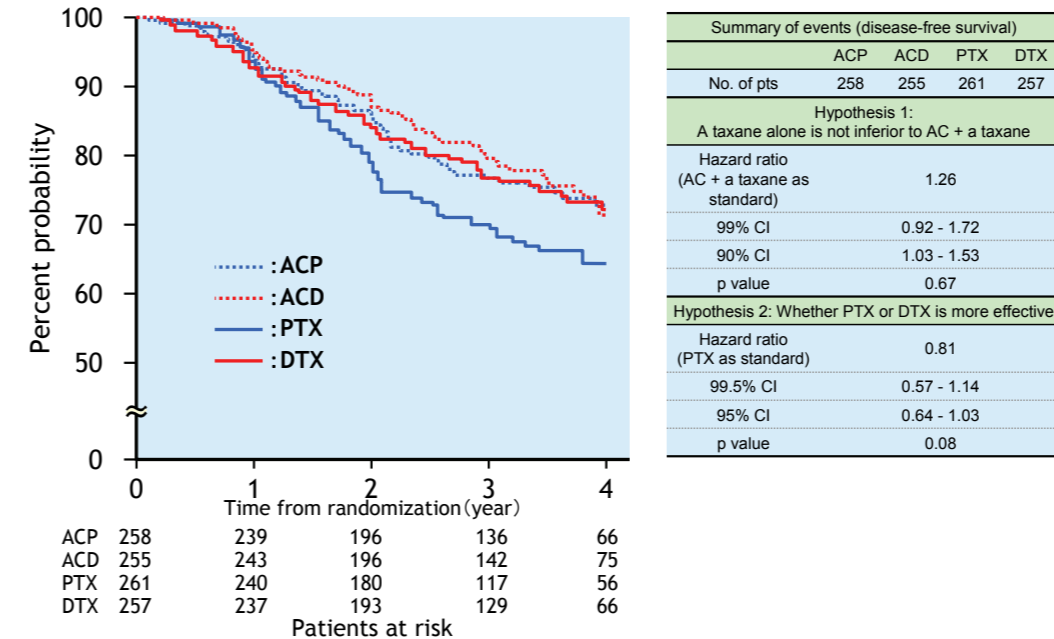 100
90
80
70
60
50
0
Percent probability
:ACP
:ACD
:PTX
:DTX
0 1 2 3 4
Time from randomization(year)
ACP 258 239 196 136 66
ACD 255 243 196 142 75
PTX 261 240 180 117 56
DTX 257 237 193 129 66
Patients at risk
Summary of events (disease-free survival)
ACP ACD PTX DTX
No. of pts 258 255 261 257
Hypothesis 1:
A taxane alone is not inferior to AC + a taxane
Hazard ratio
(AC + a taxane as
standard)
1.26
99% CI 0.92 - 1.72
90% CI 1.03 - 1.53
p value 0.67
Hypothesis 2: Whether PTX or DTX is more effective
Hazard ratio
(PTX as standard)
0.81
99.5% CI 0.57 - 1.14
95% CI 0.64 - 1.03
p value 0.08